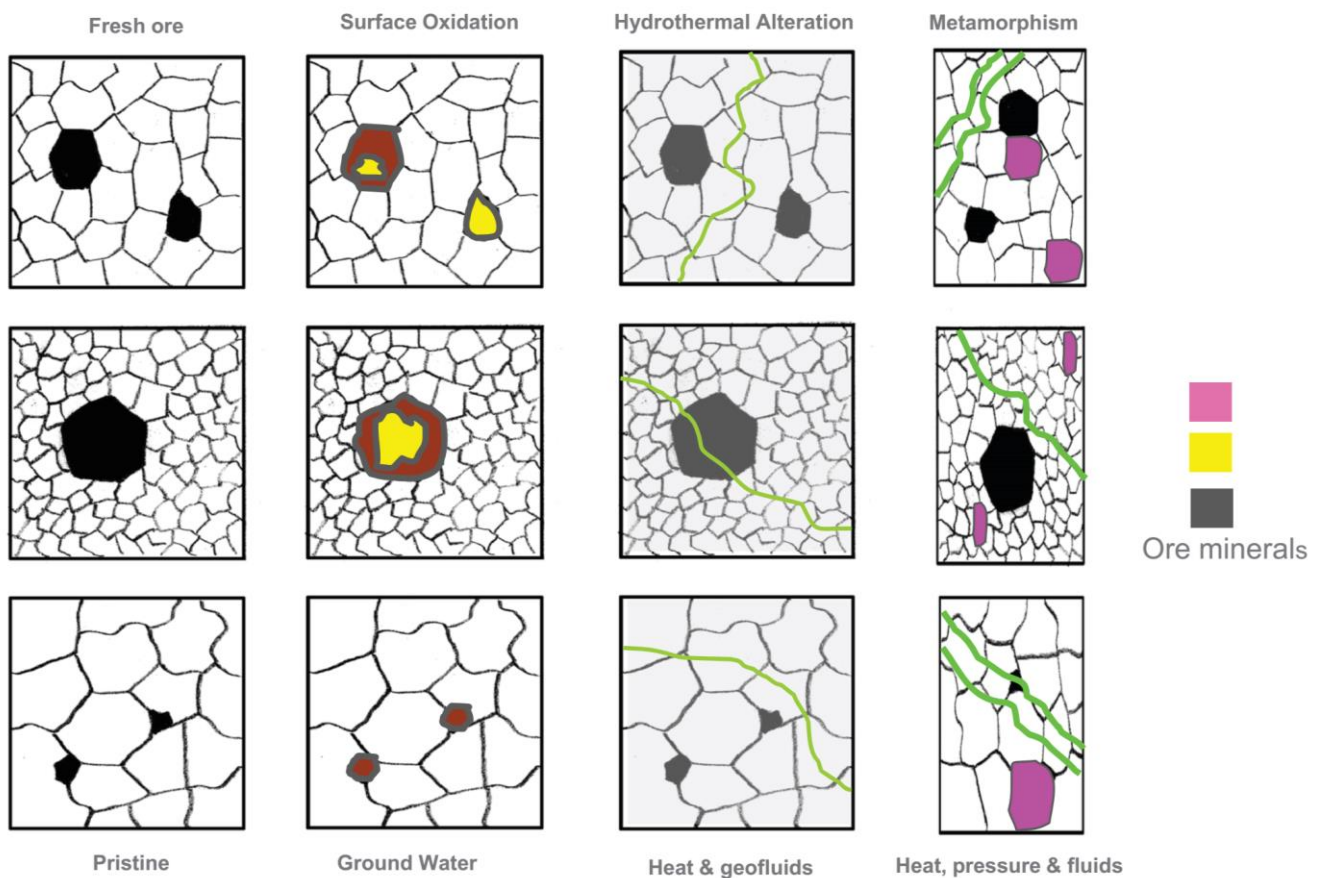 Fresh ore
Surface Oxidation
Hydrothermal Alteration
Metamorphism
Ore minerals
Pristine
Ground Water
Heat & geofluids
Heat, pressure & fluids